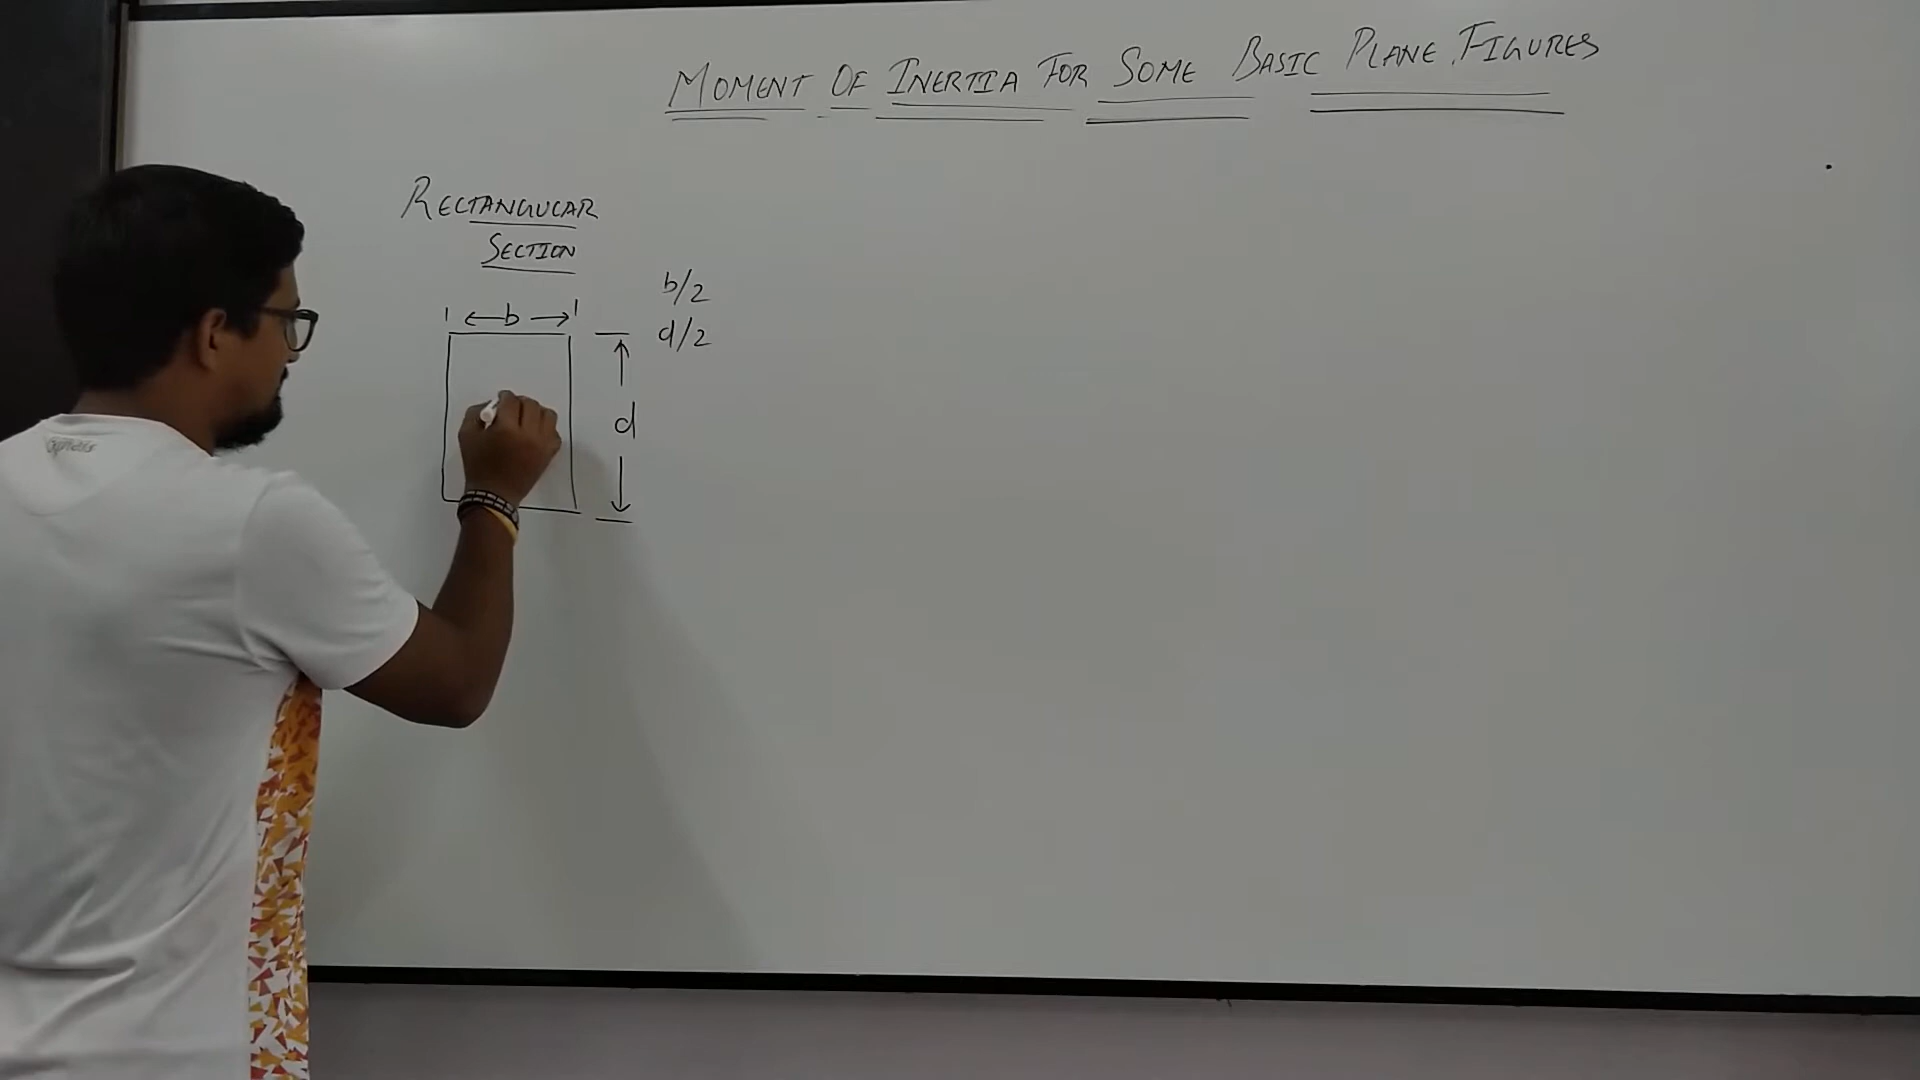 MOMENT OF INERTIA FOR SOME BASIC PLANE FIGURES
RECTANGULAR
SECTION
b
b/2
d/2
d